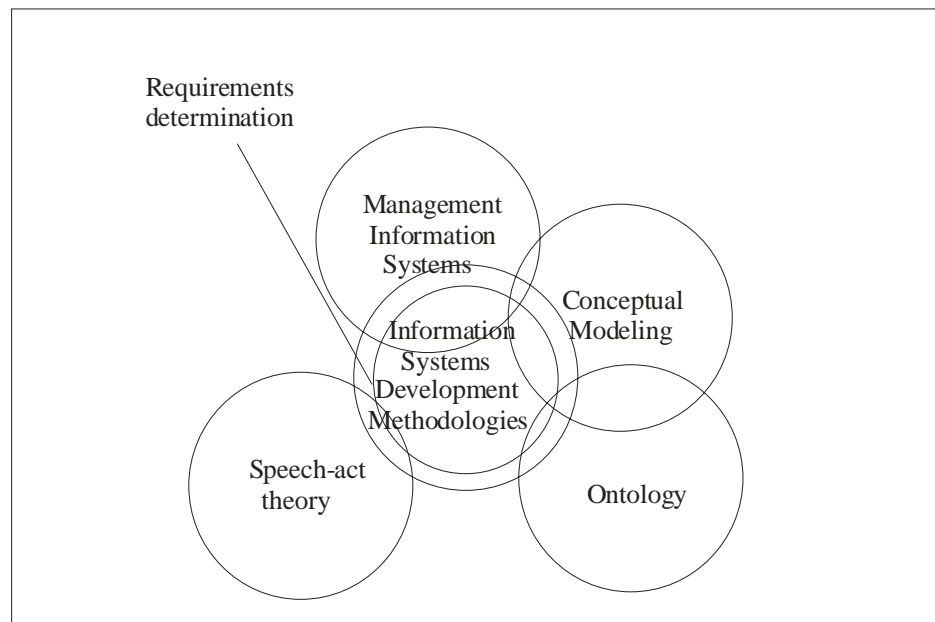 Requirements
determination
Management
Information
Systems
Conceptual
Modeling
Information
Systems
Development
Methodologies
Speech-act
theory
Ontology